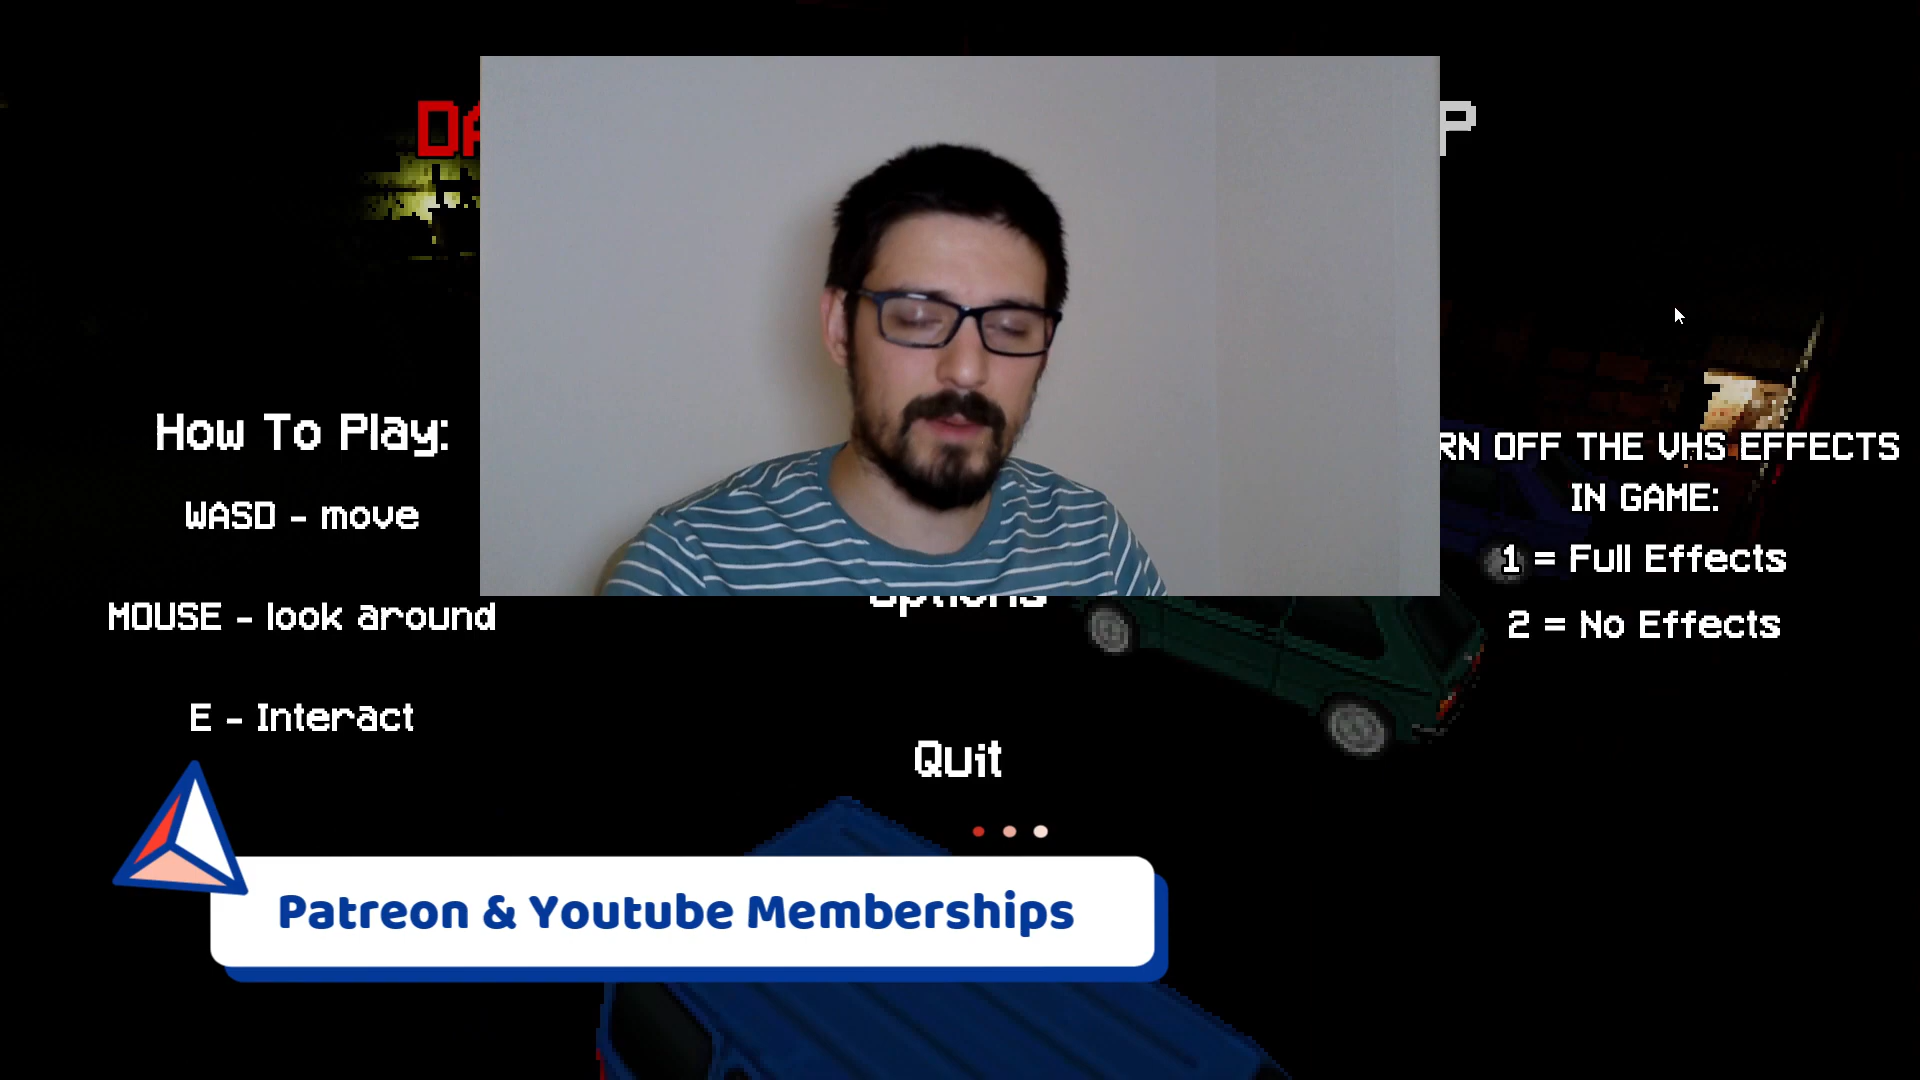 How To Play:
WASD - move
MOUSE - look around
E - Interact
Options
Quit
OFF THE VHS EFFECTS
IN GAME:
1 = Full Effects
2 = No Effects
Patreon & Youtube Memberships